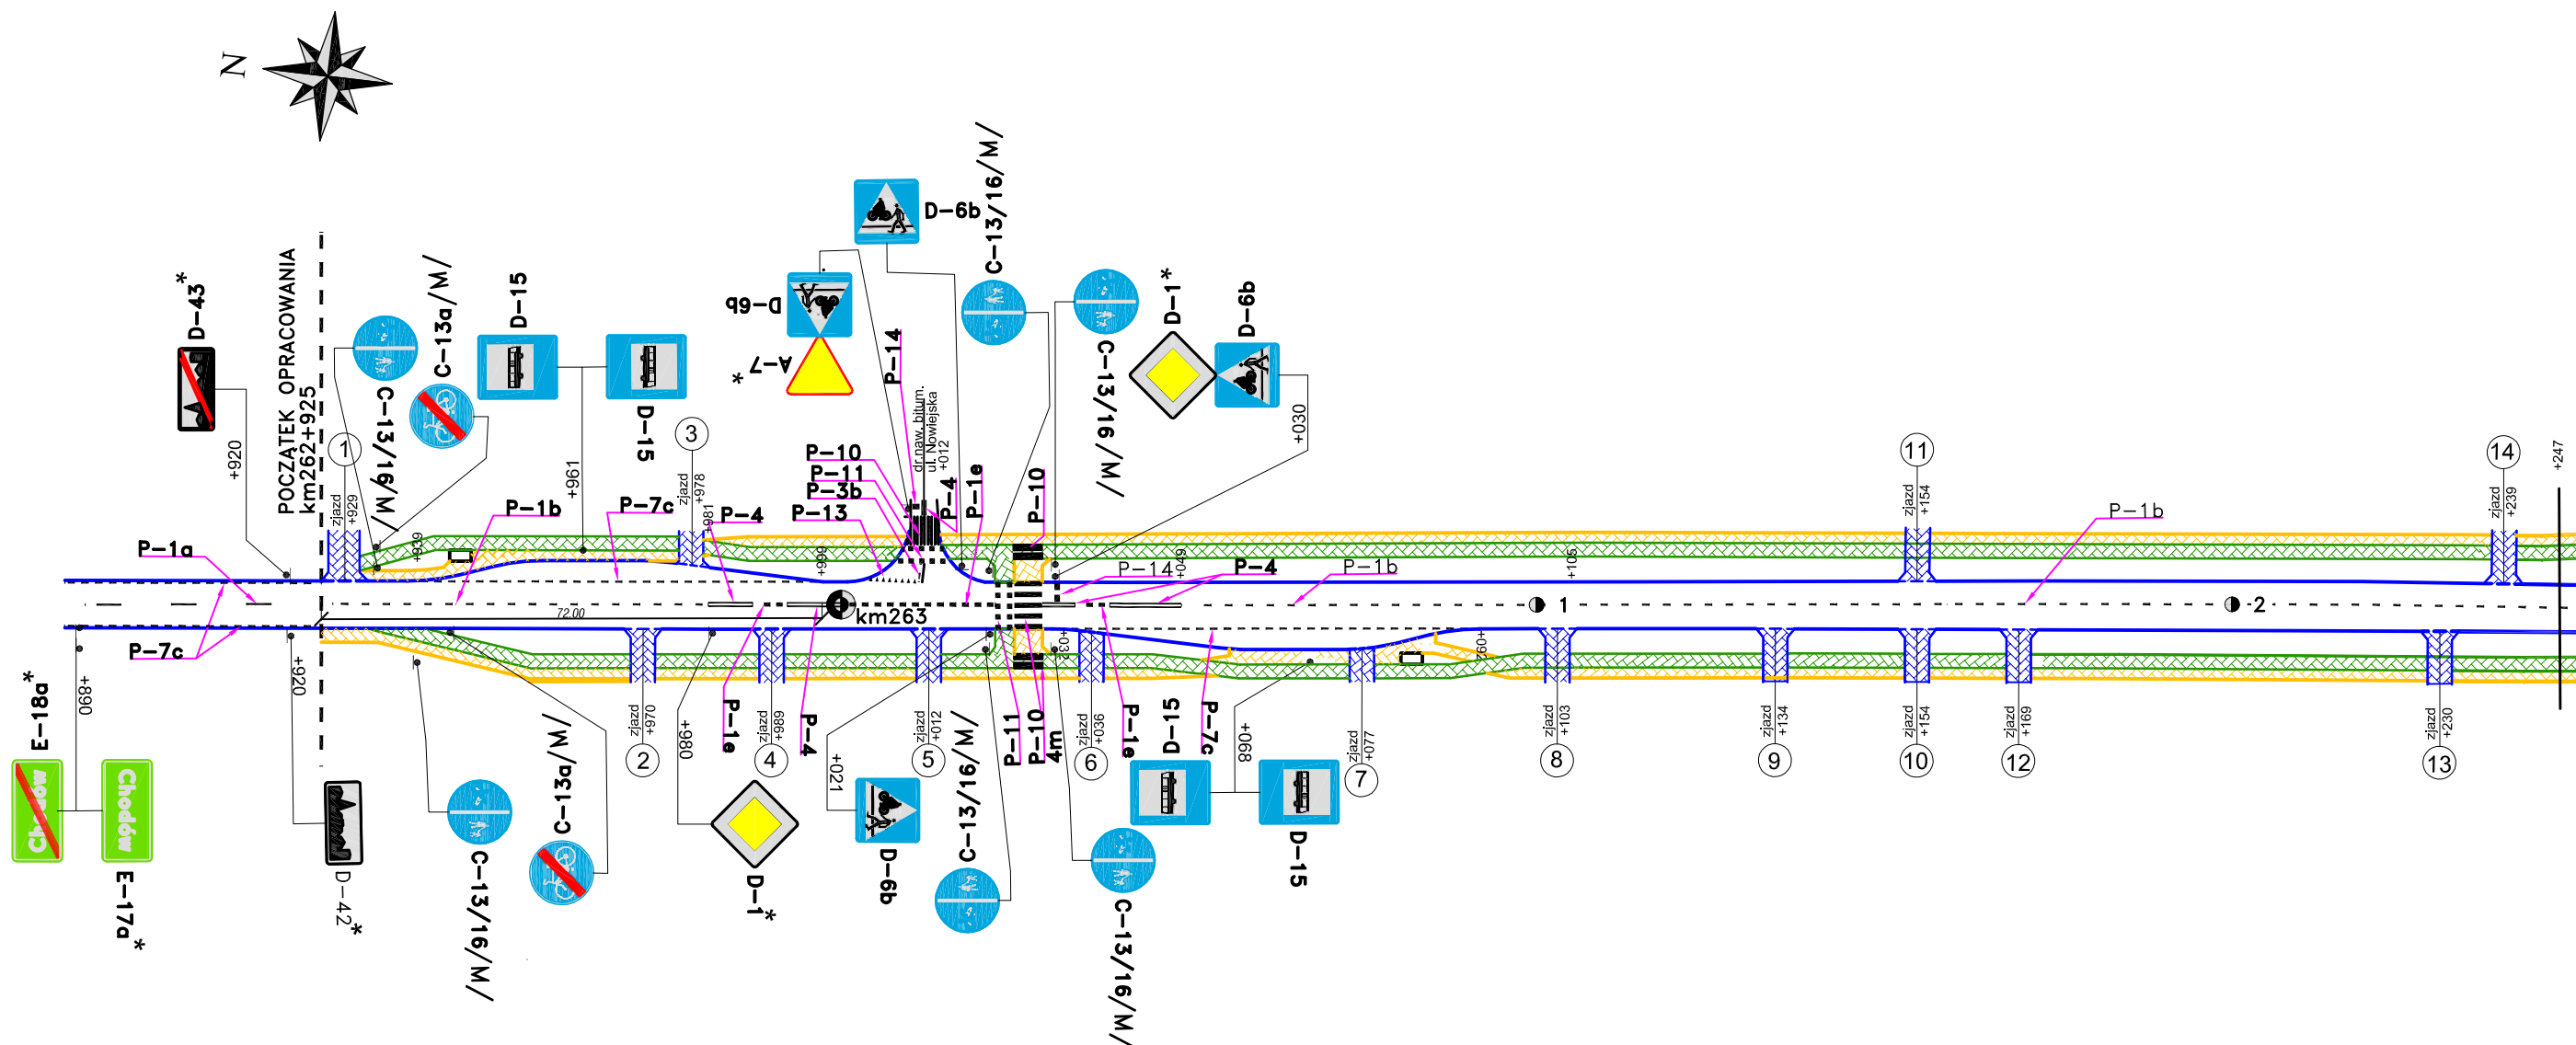 N
D-43*
+920
POCZĄTEK OPRACOWANIA
km262+925
1
zjazd
+929
C-13/16/M/
C-13a/M/
D-15
D-15
+961
+939
3
zjazd
+978
+981
P-1a
P-1b
P-7c
P-4
P-7c
72.00
km263
+999
D-6b
D-6b
A-7
*
P-14
P-10
P-11
P-3b
P-13
dr.naw. bitum.
ul. Nowiejska
+012
P-4
P-1e
P-10
C-13/16/M/
C-13/16/M/
D-1*
D-6b
+030
P-14
+049
P-4
P-1b
+105
1
11
zjazd
+154
P-1b
2
14
zjazd
+239
+247
E-18a*
+890
Chodów
Chodów
E-17a*
+920
D-42*
C-13/16/M/
C-13a/M/
zjazd
+970
2
+980
D-1*
P-1e
zjazd
+989
4
P-4
+021
D-6b
zjazd
+012
5
C-13/16/M/
P-11
P-10
4m
+032
zjazd
+036
6
P-1e
C-13/16/M/
D-15
P-7c
+068
D-15
zjazd
+077
7
+092
zjazd
+103
8
zjazd
+134
9
zjazd
+154
10
zjazd
+169
12
zjazd
+230
13